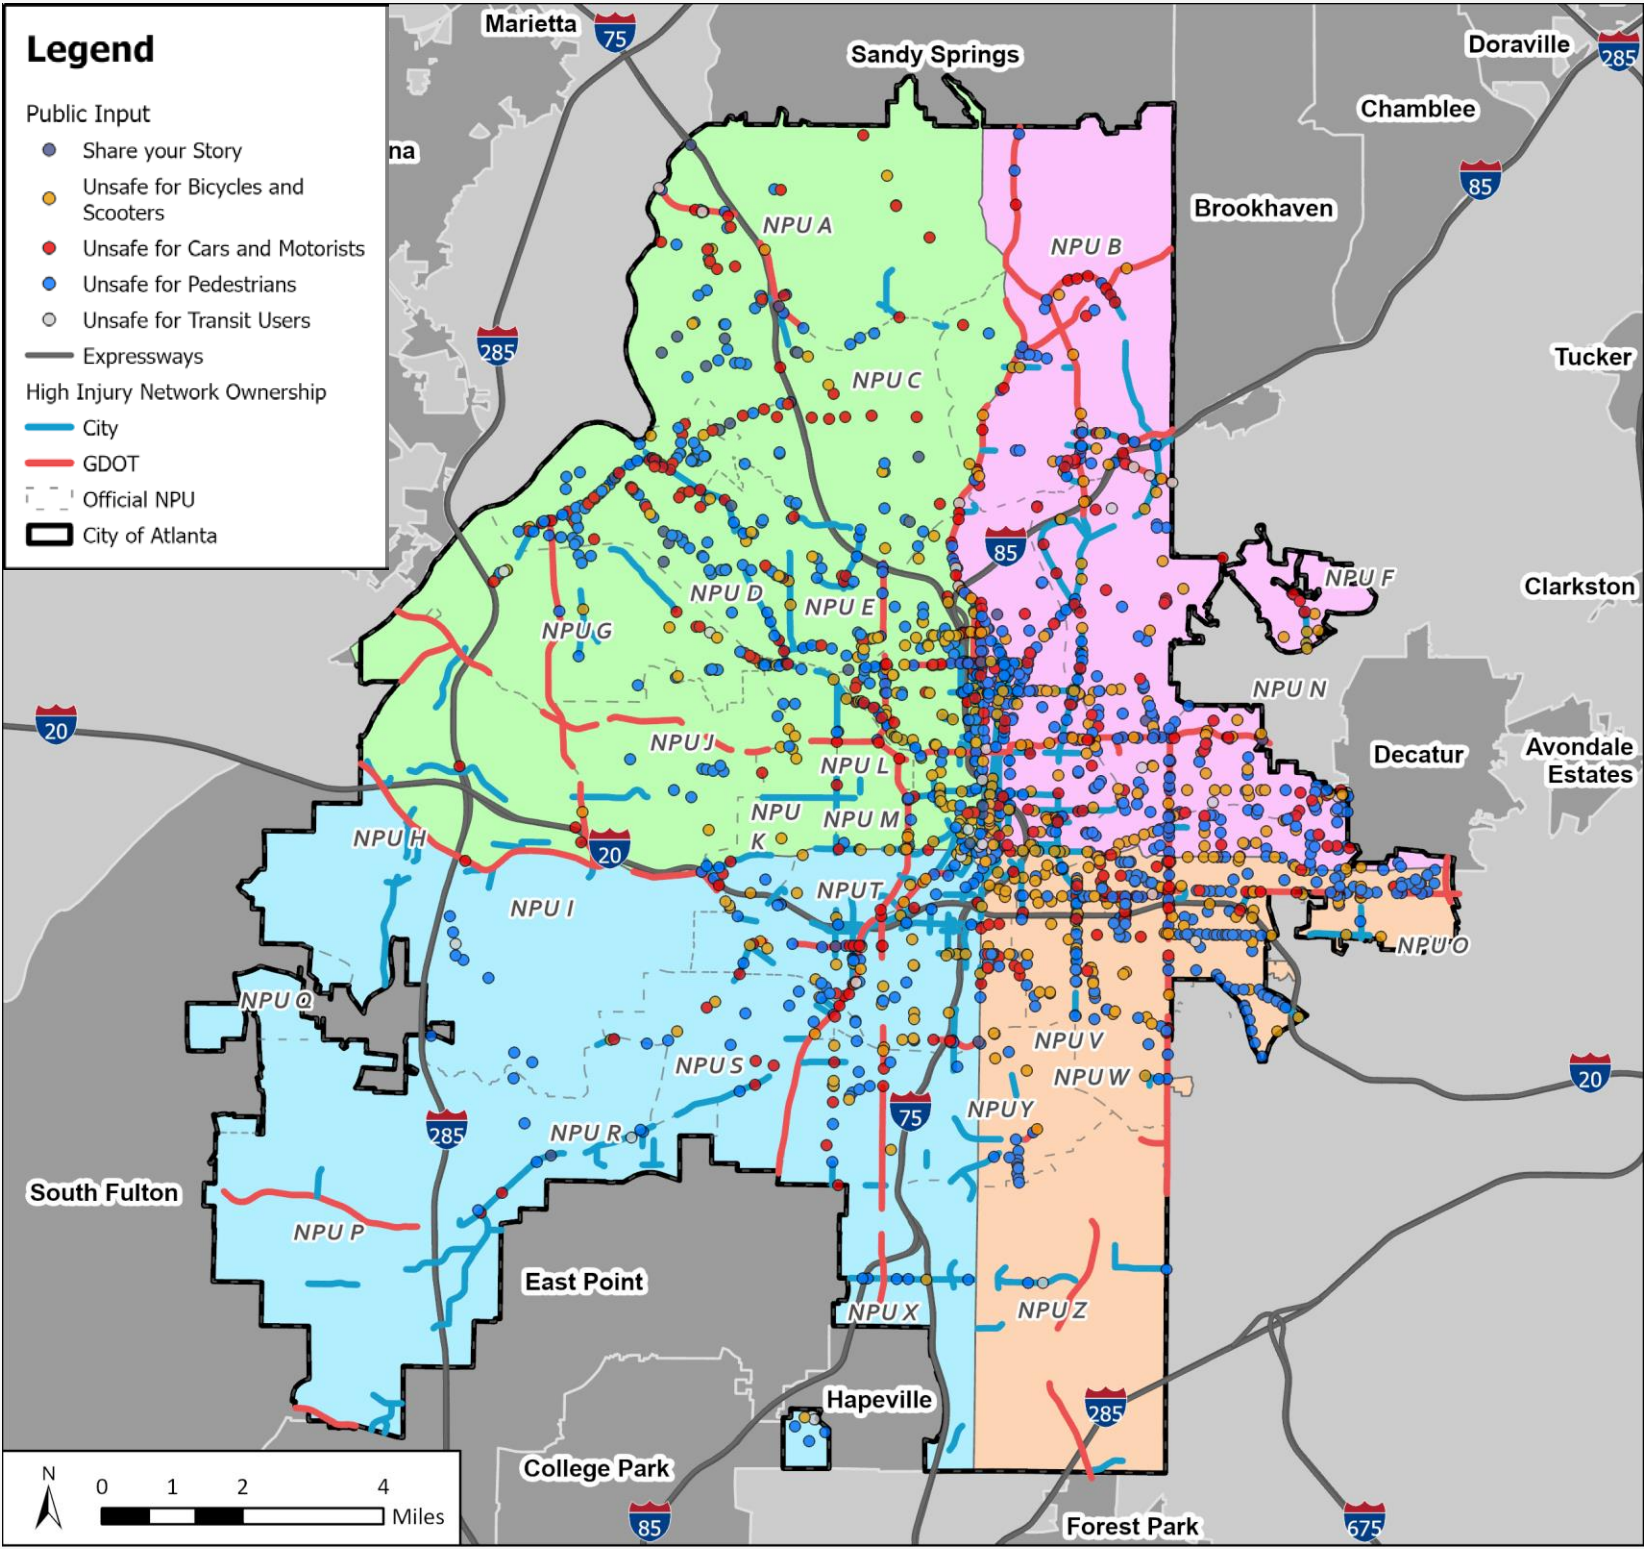 Legend
Public Input
Share your Story
Unsafe for Bicycles and
Scooters
Unsafe for Cars and Motorists
Unsafe for Pedestrians
Unsafe for Transit Users
Expressways
High Injury Network Ownership
City
GDOT
Official NPU
City of Atlanta
Marietta
75
Sandy Springs
Doraville
285
Chamble​e
na
85
Brookhaven
NPU A
NPU B
285
Tucker
NPU C
85
NPU F
Clarkston
NPU D
NPU E
NPU G
NPU N
20
NPU J
Decatur
Avondale
Estates
NPU L
NPU
K
NPU M
NPU H
20
NPU T
NPU I
NPU O
NPU Q
NPU V
NPU S
NPU W
20
75
NPU Y
285
NPU R
South Fulton
NPU P
East Point
NPU X
NPU Z
Hapeville
285
College Park
N
0 1 2 4
Miles
85
Forest Park
675